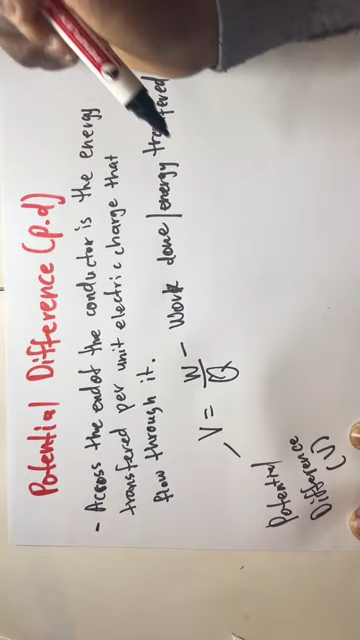 Potential Difference (p.d)
- Across the end of the conductor is the energy
transfered per unit electric charge that
flow through it.
V = W/Q - Work done/energy transfered
Potential
Difference
(V)